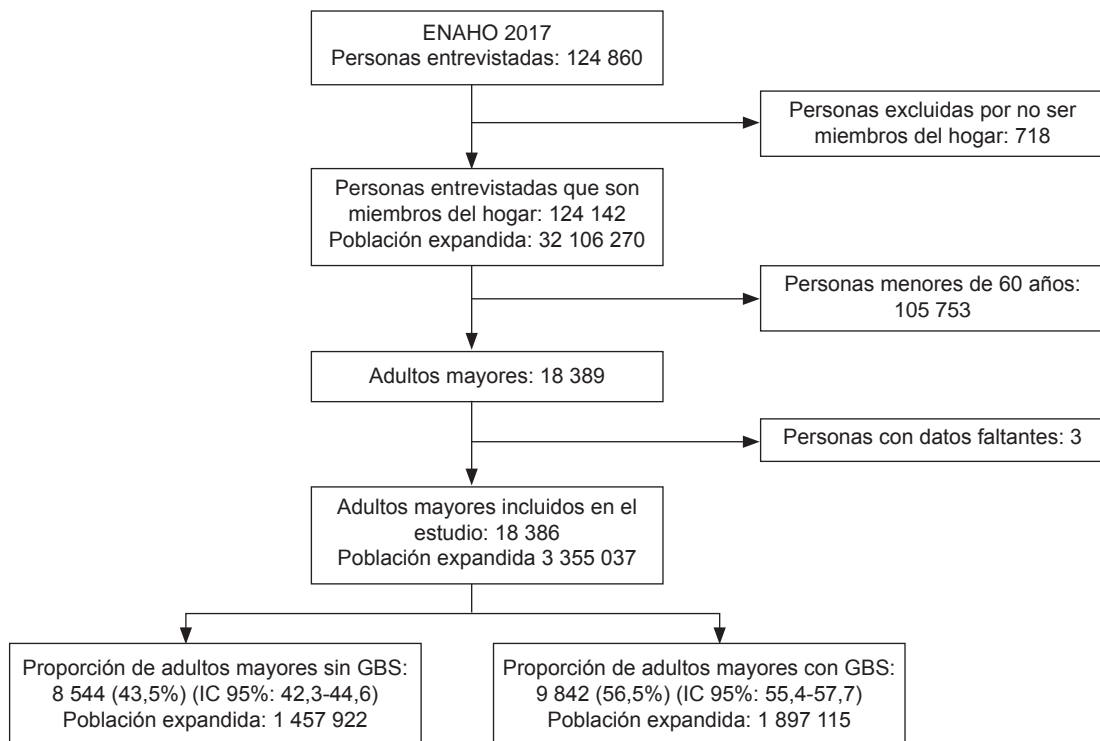 ENAHO 2017
Personas entrevistadas: 124 860
Personas excluidas por no ser
miembros del hogar: 718
Personas entrevistadas que son
miembros del hogar: 124 142
Población expandida: 32 106 270
Personas menores de 60 años:
105 753
Adultos mayores: 18 389
Personas con datos faltantes: 3
Adultos mayores incluidos en el
estudio: 18 386
Población expandida 3 355 037
Proporción de adultos mayores sin GBS:
8 544 (43,5%) (IC 95%: 42,3-44,6)
Población expandida: 1 457 922
Proporción de adultos mayores con GBS:
9 842 (56,5%) (IC 95%: 55,4-57,7)
Población expandida: 1 897 115